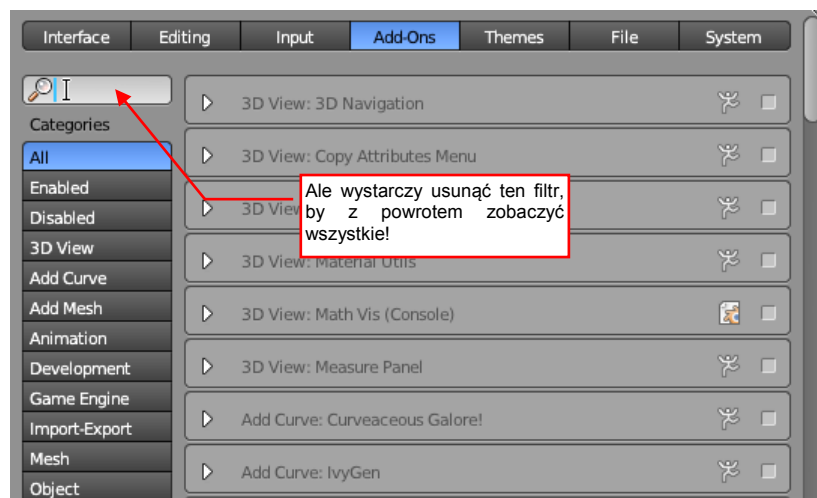 Interface Editing Input Add-Ons Themes File System
Categories
All
Enabled
Disabled
3D View
Add Curve
Add Mesh
Animation
Development
Game Engine
Import-Export
Mesh
Object
3D View: 3D Navigation
3D View: Copy Attributes Menu
3D View
Ale wystarczy usunąć ten filtr,
by z powrotem zobaczyć
wszystkie!
3D View: Material Utils
3D View: Math Vis (Console)
3D View: Measure Panel
Add Curve: Curveaceous Galore!
Add Curve: IvyGen